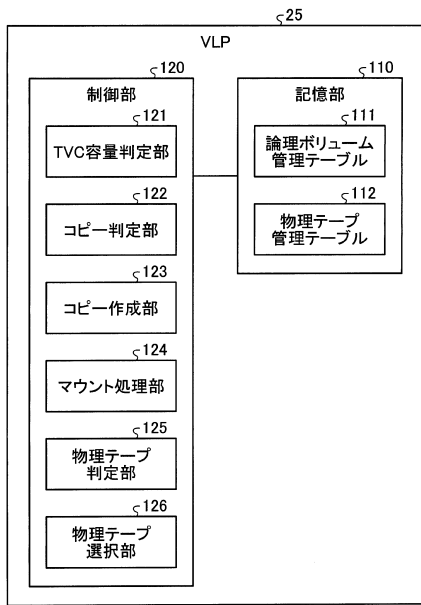 25
VLP
120
制御部
121
TVC容量判定部
122
コピー判定部
123
コピー作成部
124
マウント処理部
125
物理テープ
判定部
126
物理テープ
選択部
110
記憶部
111
論理ボリューム
管理テーブル
112
物理テープ
管理テーブル